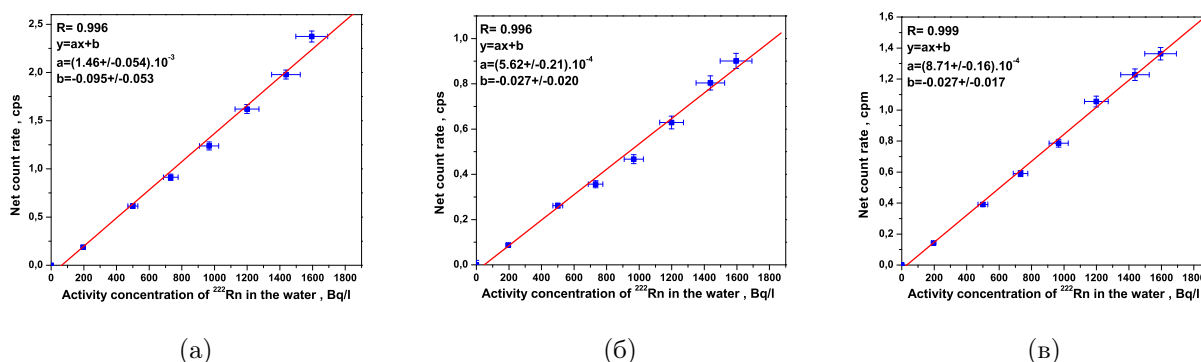 R= 0.996
y=ax+b
a=(1.46+/-0.054).10⁻³
b=-0.095+/-0.053
2,5
2,0
1,5
1,0
0,5
0,0
Net count rate , cps
200 400 600 800 1000 1200 1400 1600 1800
Activity concentration of ²²²Rn in the water , Bq/l
(а)
R= 0.996
y=ax+b
a=(5.62+/-0.21).10⁻⁴
b=-0.027+/-0.020
1,0
0,8
0,6
0,4
0,2
0,0
Net count rate , cps
200 400 600 800 1000 1200 1400 1600 1800
Activity concentration of ²²²Rn in the water , Bq/l
(б)
R= 0.999
y=ax+b
a=(8.71+/-0.16).10⁻⁴
b=-0.027+/-0.017
1,6
1,4
1,2
1,0
0,8
0,6
0,4
0,2
0,0
Net count rate , cpm
200 400 600 800 1000 1200 1400 1600 1800
Activity concentration of ²²²Rn in the water , Bq/l
(в)